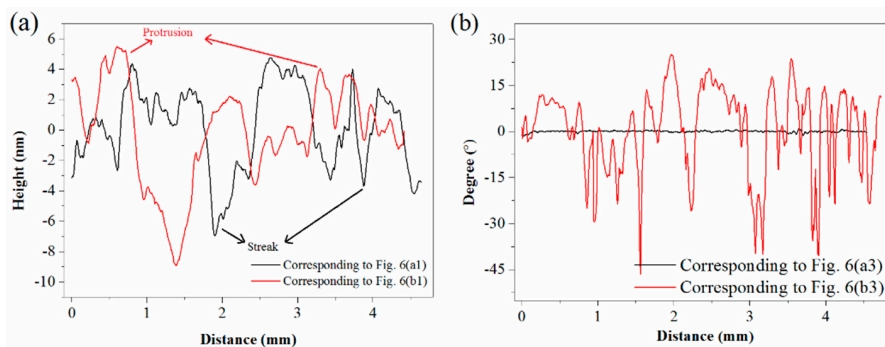 (a)
6
4
2
0
-2
-4
-6
-8
-10
Height (nm)
Protrusion
Streak
Corresponding to Fig. 6(a1)
Corresponding to Fig. 6(b1)
0
1
2
3
4
Distance (mm)
(b)
30
15
0
-15
-30
-45
Degree (°)
Corresponding to Fig. 6(a3)
Corresponding to Fig. 6(b3)
0
1
2
3
4
Distance (mm)